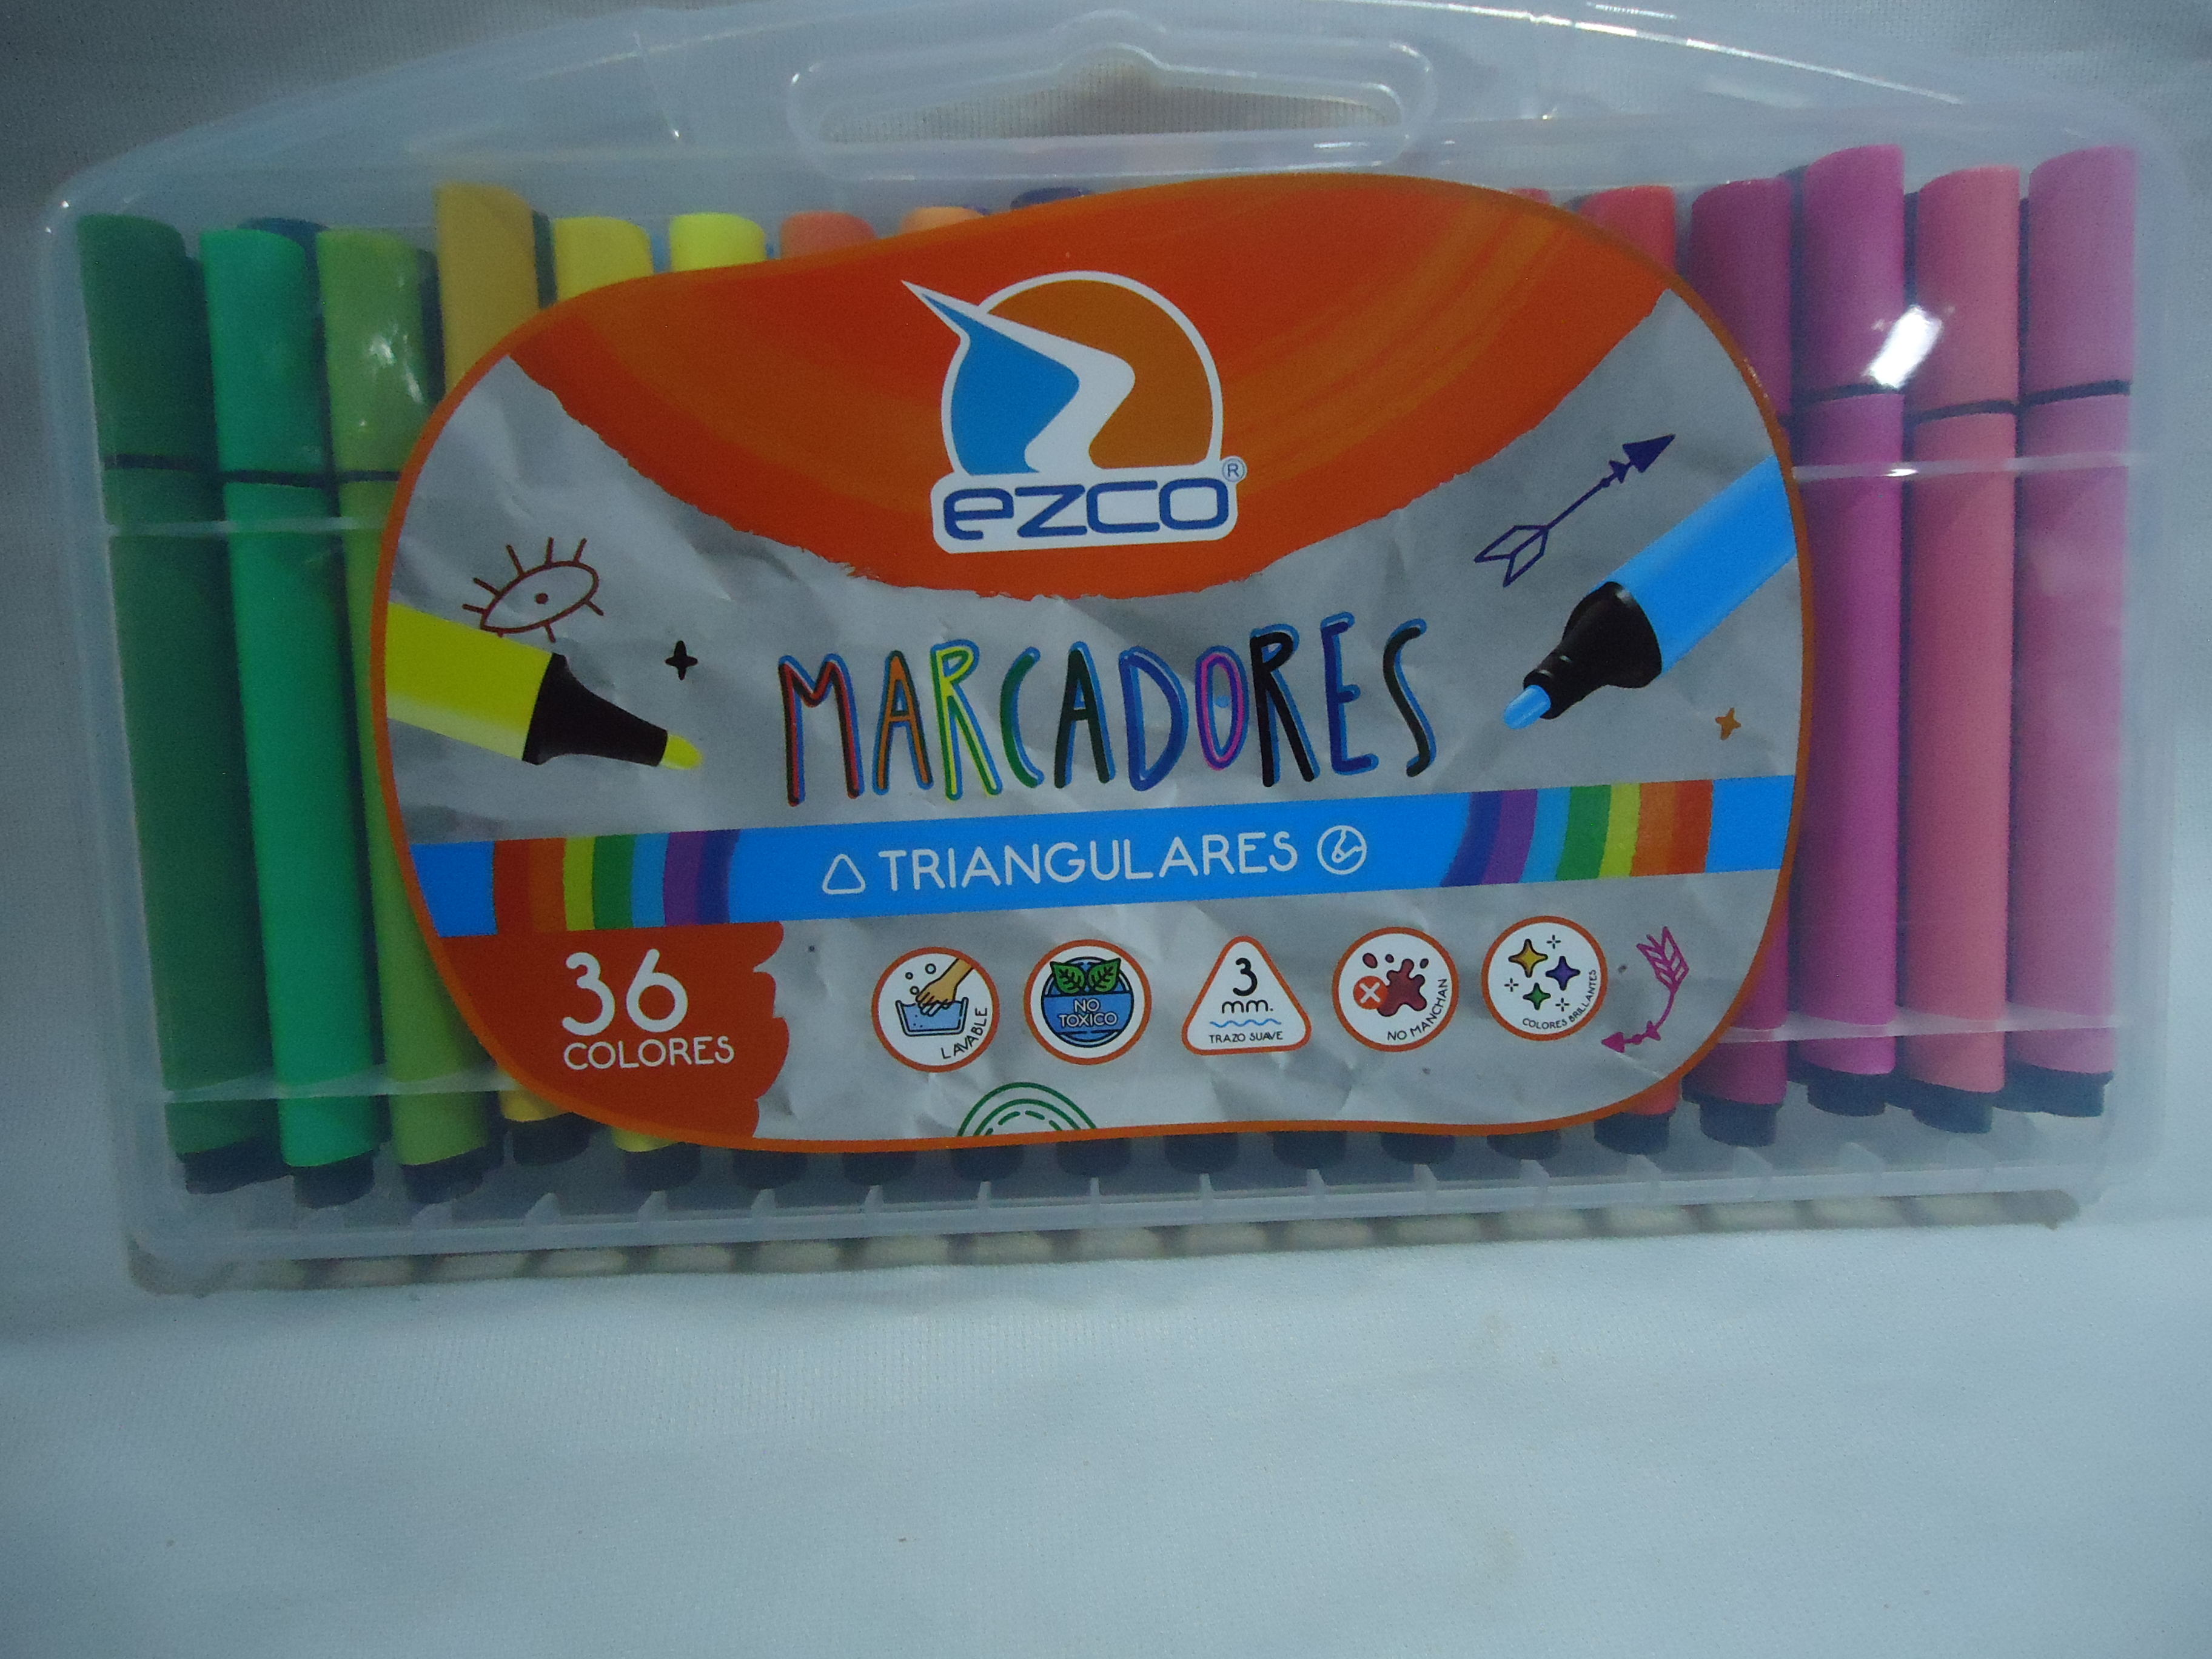 ezco®
MARCADORES
TRIANGULARES
36
COLORES
LAVABLE
NO
TOXICO
3
mm.
TRAZO SUAVE
NO MANCHAN
COLORES BRILLANTES